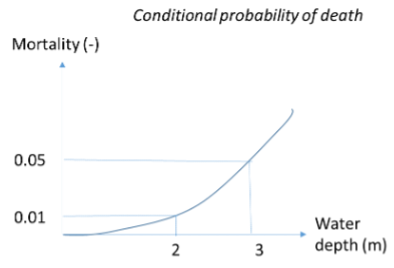 Conditional probability of death
Mortality (-)
0.05
0.01
2
3
Water
depth (m)